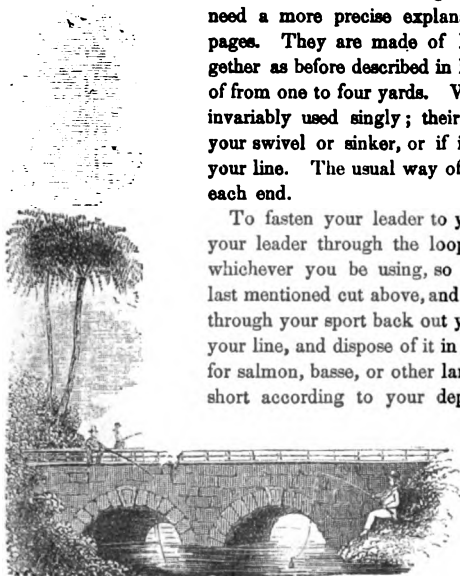 need a more precise explan
pages. They are made of
gether as before described in
of from one to four yards.
invariably used singly; their
your swivel or sinker, or if i
your line. The usual way of
each end.
To fasten your leader to y
your leader through the loop
whichever you be using, so
last mentioned cut above, and
through your sport back out y
your line, and dispose of it in
for salmon, basse, or other lar
short according to your dep